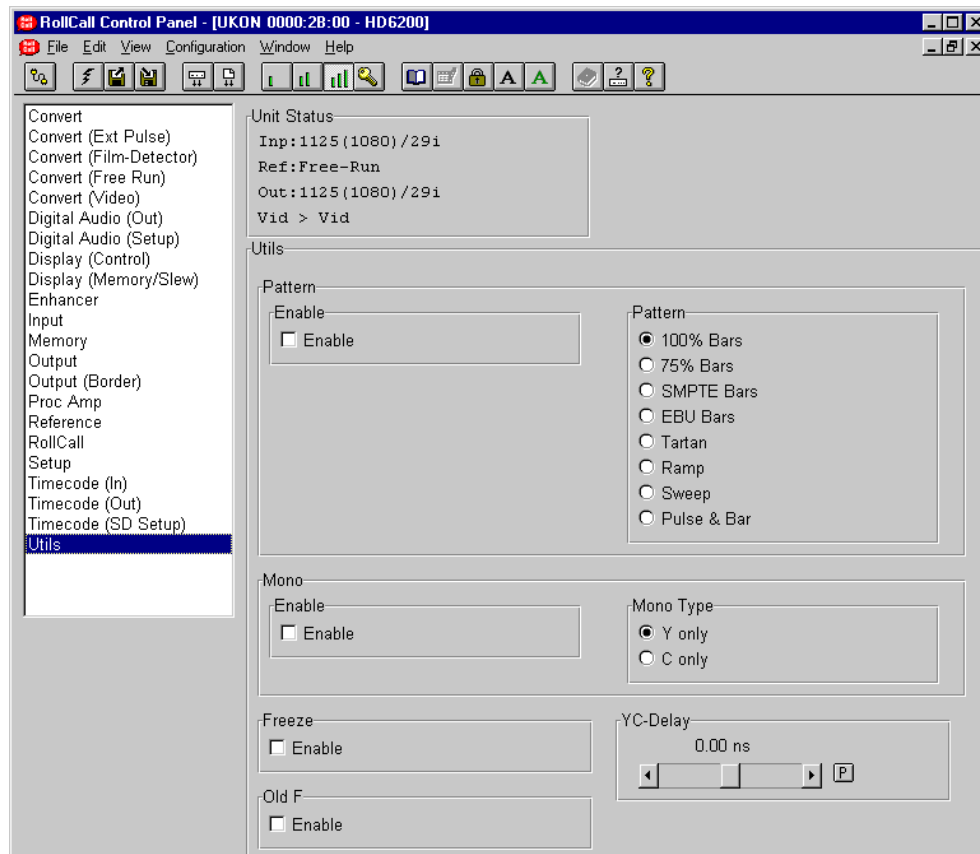 RollCall Control Panel - [UKON 0000:2B:00 - HD6200]
File Edit View Configuration Window Help
A A
Convert
Convert (Ext Pulse)
Convert (Film-Detector)
Convert (Free Run)
Convert (Video)
Digital Audio (Out)
Digital Audio (Setup)
Display (Control)
Display (Memory/Slew)
Enhancer
Input
Memory
Output
Output (Border)
Proc Amp
Reference
RollCall
Setup
Timecode (In)
Timecode (Out)
Timecode (SD Setup)
Utils
Unit Status
Inp:1125(1080)/29i
Ref:Free-Run
Out:1125(1080)/29i
Vid > Vid
Utils
Pattern
Enable
Enable
Pattern
100% Bars
75% Bars
SMPTE Bars
EBU Bars
Tartan
Ramp
Sweep
Pulse & Bar
Mono
Enable
Enable
Mono Type
Y only
C only
Freeze
Enable
YC-Delay
0.00 ns
P
Old F
Enable